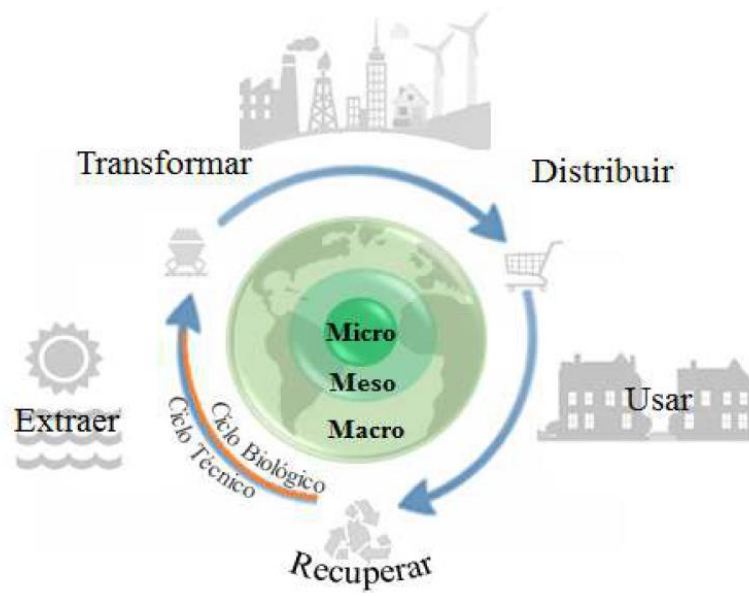 Transformar
Distribuir
Micro
Meso
Macro
Extraer
Usar
Ciclo Biológico
Ciclo Técnico
Recuperar